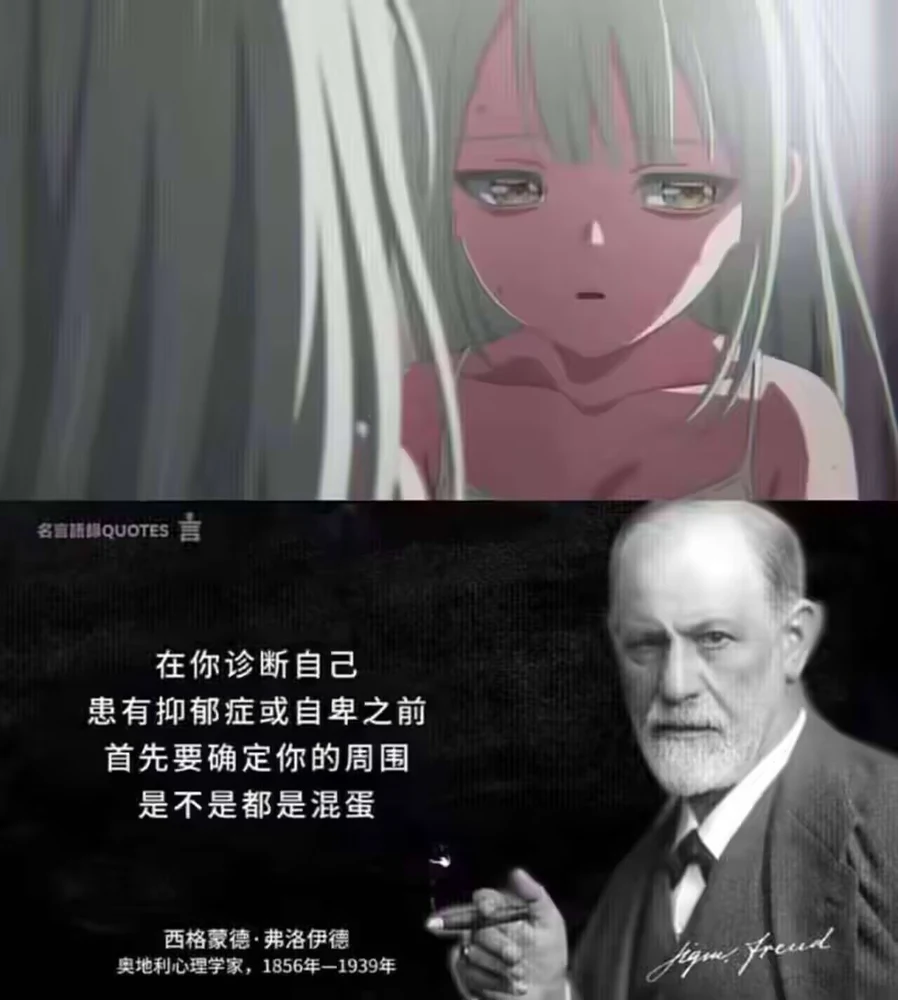 名言語錄QUOTES 言
在你诊断自己
患有抑郁症或自卑之前
首先要确定你的周围
是不是都是混蛋
西格蒙德·弗洛伊德
奥地利心理学家，1856年—1939年
Sigm. Freud